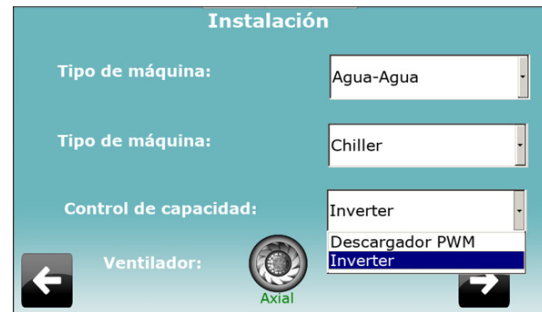 Instalación
Tipo de máquina:
Agua-Agua
Tipo de máquina:
Chiller
Control de capacidad:
Inverter
Descargador PWM
Inverter
Ventilador:
Axial